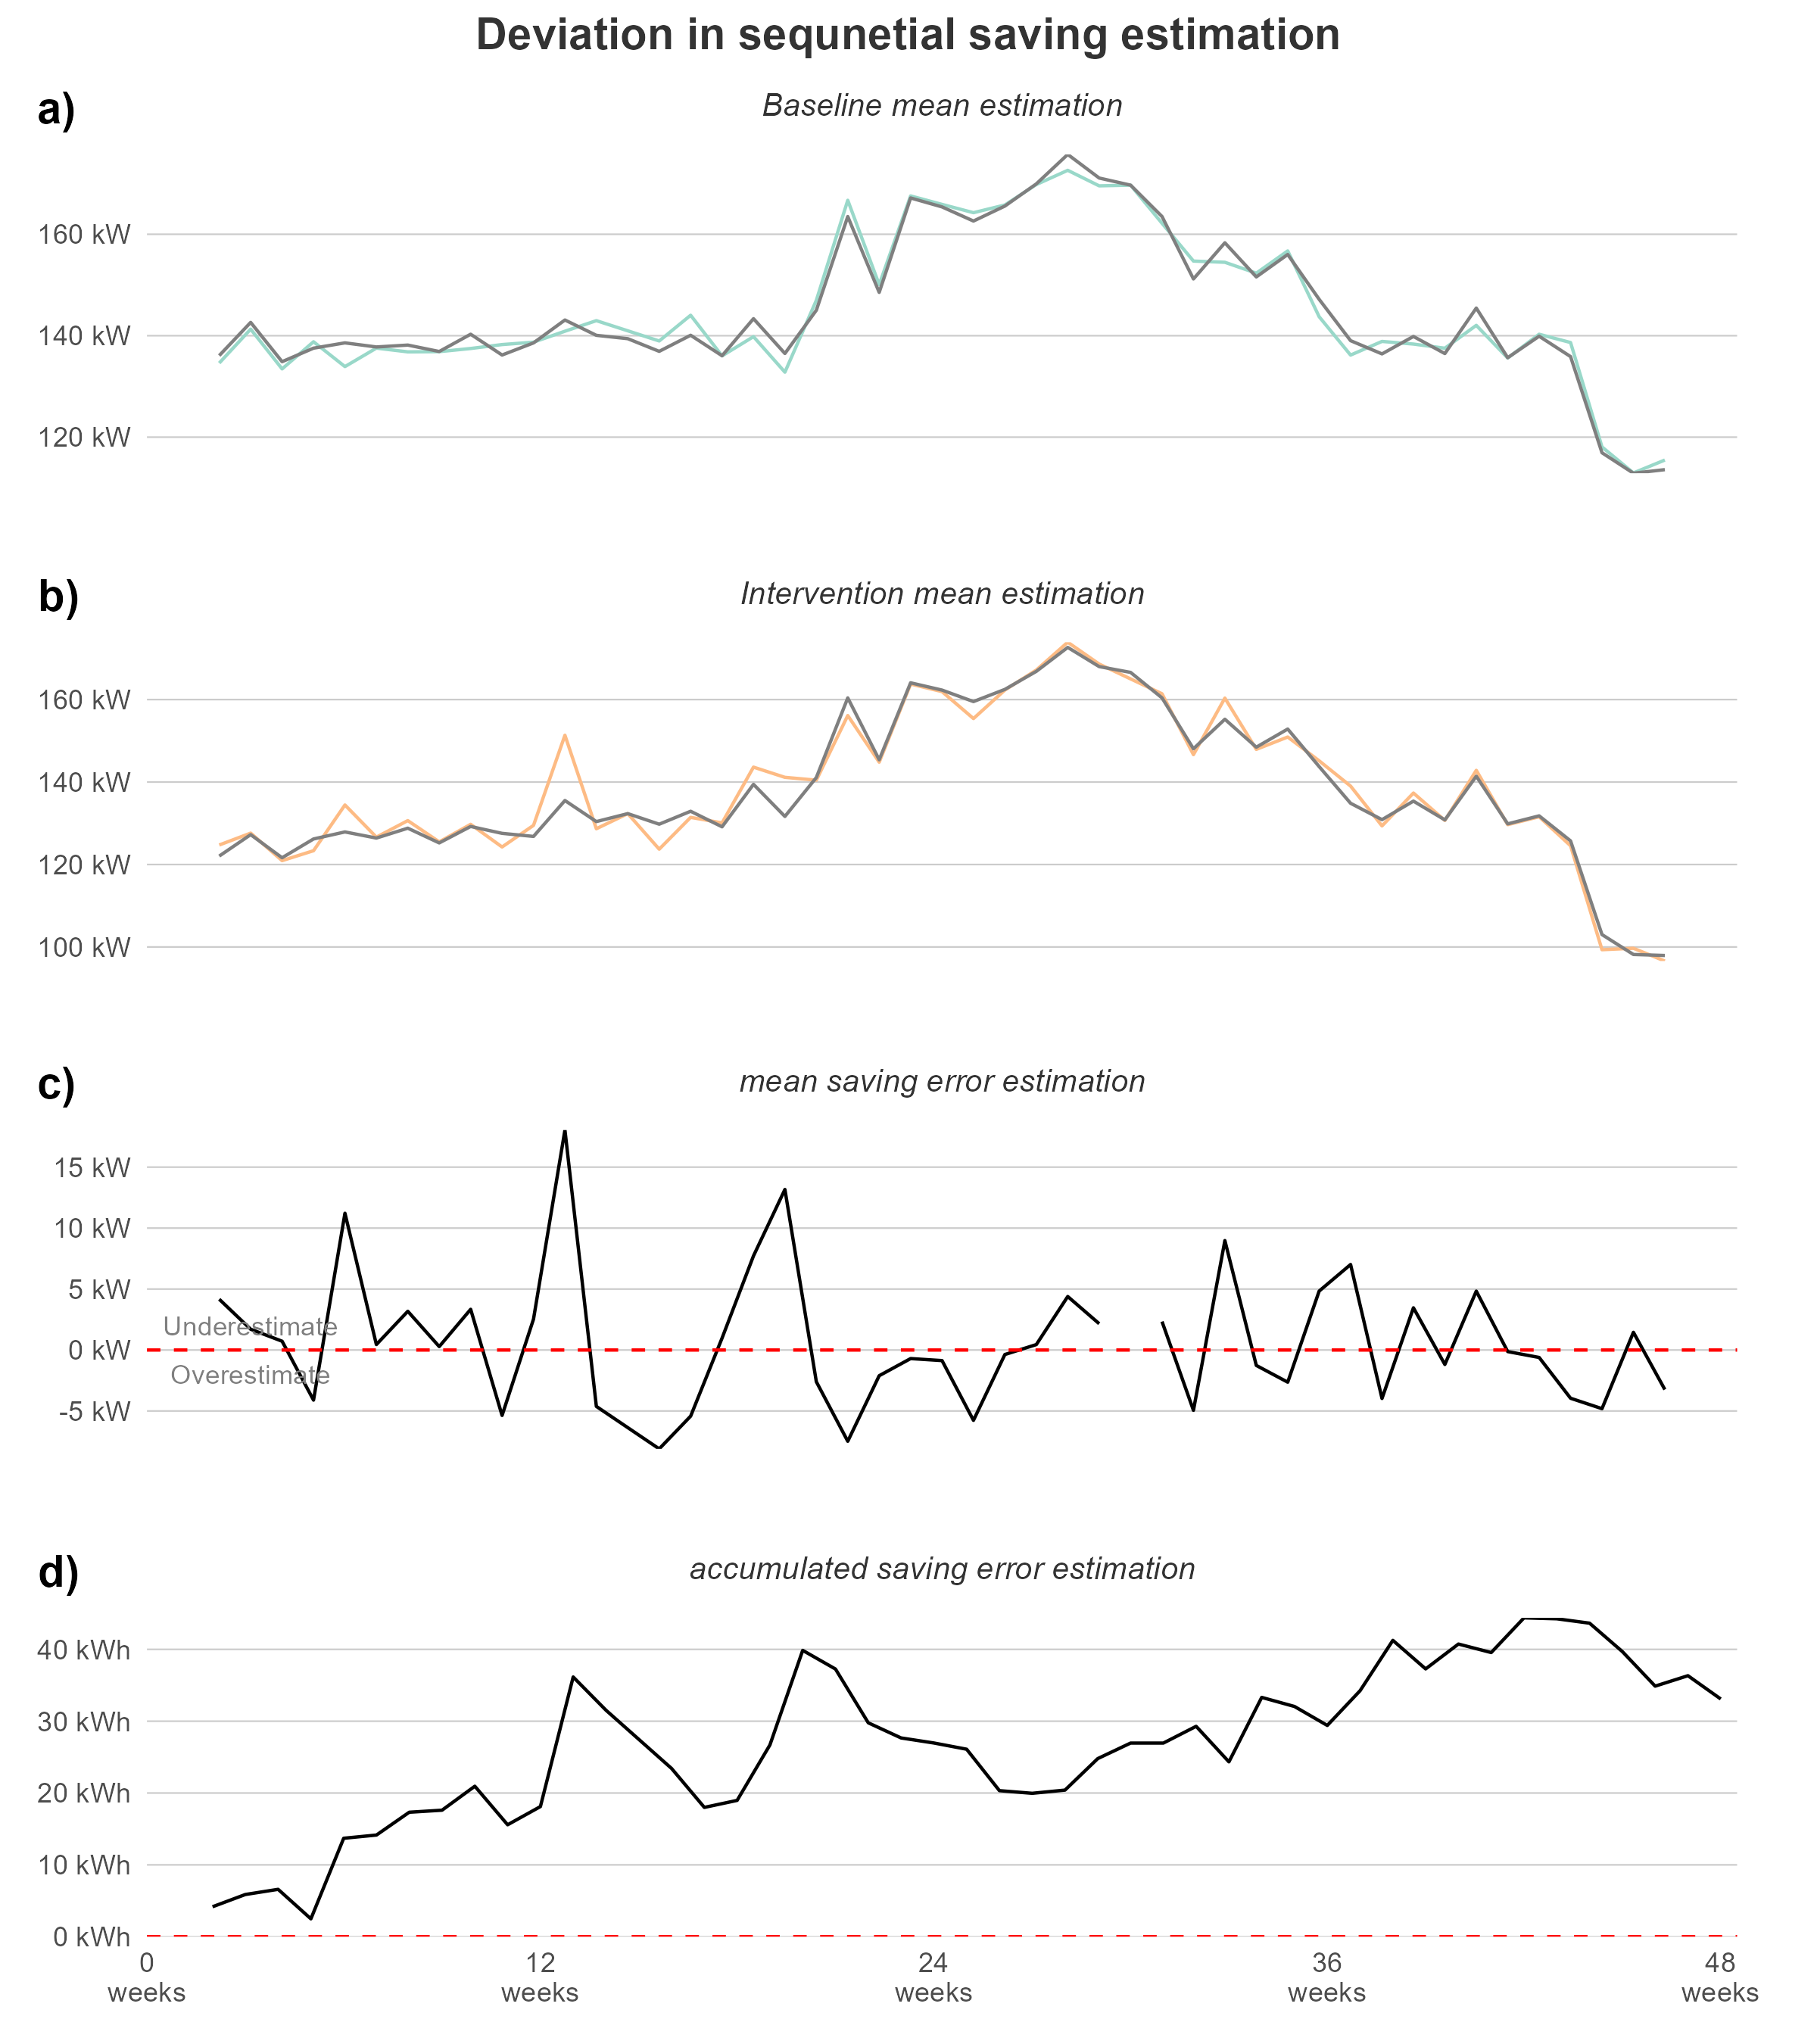 Deviation in sequnetial saving estimation
a)
Baseline mean estimation
160 kW
140 kW
120 kW
b)
Intervention mean estimation
160 kW
140 kW
120 kW
100 kW
c)
mean saving error estimation
15 kW
10 kW
5 kW
Underestimate
0 kW
Overestimate
-5 kW
d)
accumulated saving error estimation
40 kWh
30 kWh
20 kWh
10 kWh
0 kWh
0 12 24 36 48
weeks weeks weeks weeks weeks